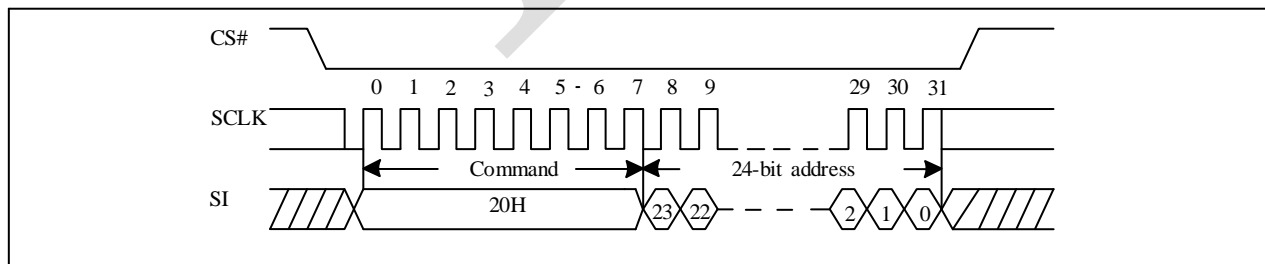 CS#
0 1 2 3 4 5 - 6 7 8 9 29 30 31
SCLK
Command 24-bit address
SI 20H 23 22 2 1 0